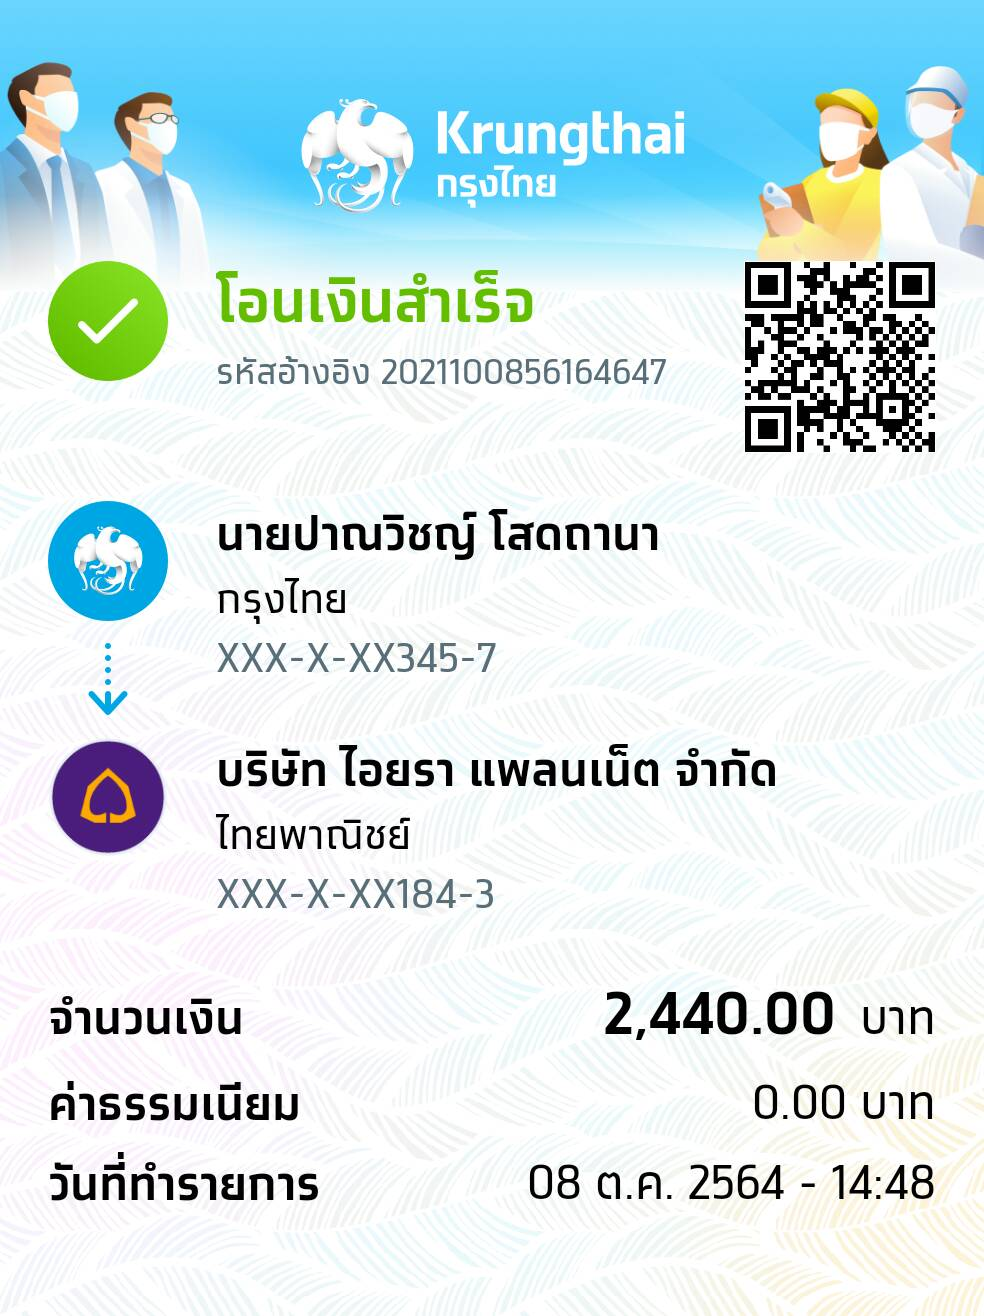 Krungthai
กรุงไทย
โอนเงินสำเร็จ
รหัสอ้างอิง 2021100856164647
นายปาณวิชญ์ โสดถานา
กรุงไทย
XXX-X-XX345-7
บริษัท ไอยรา แพลนเน็ต จำกัด
ไทยพาณิชย์
XXX-X-XX184-3
จำนวนเงิน 2,440.00 บาท
ค่าธรรมเนียม 0.00 บาท
วันที่ทำรายการ 08 ต.ค. 2564 - 14:48